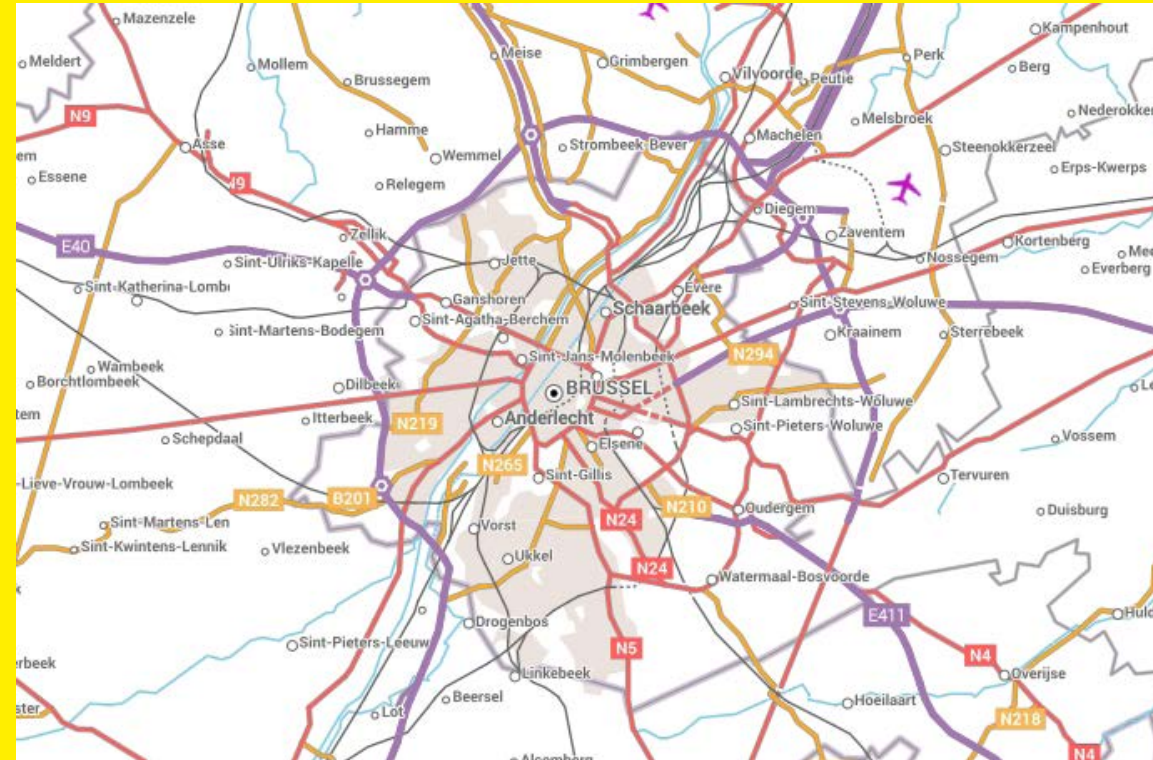 Mazenzele
Meldert
Mollem
Brussegem
Meise
Grimbergen
Vilvoorde
Peutie
Perk
Kampenhout
Berg
N9
Hamme
Asse
Wemmel
Strombeek-Bever
Machelen
Melsbroek
Nederokker
Steenokkerzeel
Erps-Kwerps
em
Essene
N9
Relegem
Diegem
Zaventem
Kortenberg
E40
Zellik
Sint-Ulriks-Kapelle
Jette
Nossegem
Everberg
Sint-Katherina-Lomb
Ganshoren
Evere
Schaarbeek
Sint-Stevens-Woluwe
Sint-Martens-Bodegem
Sint-Agatha-Berchem
Kraainem
Sterrebeek
Wambeek
Borchtlombeek
Dilbeek
Sint-Jans-Molenbeek
N294
BRUSSEL
tem
Itterbeek
N219
Anderlecht
Sint-Lambrechts-Woluwe
Sint-Pieters-Woluwe
Schepdaal
Elsene
Vossem
-Lieve-Vrouw-Lombeek
N265
Sint-Gillis
Tervuren
N282
B201
N210
Oudergem
Duisburg
Sint-Martens-Len
Vorst
N24
Sint-Kwintens-Lennik
Vlezenbeek
Ukkel
N24
Watermaal-Bosvoorde
E411
Drogenbos
Sint-Pieters-Leeuw
N5
N4
erbeek
Linkebeek
Overijse
Beersel
Hoeilaart
ster
Lot
N218
N4